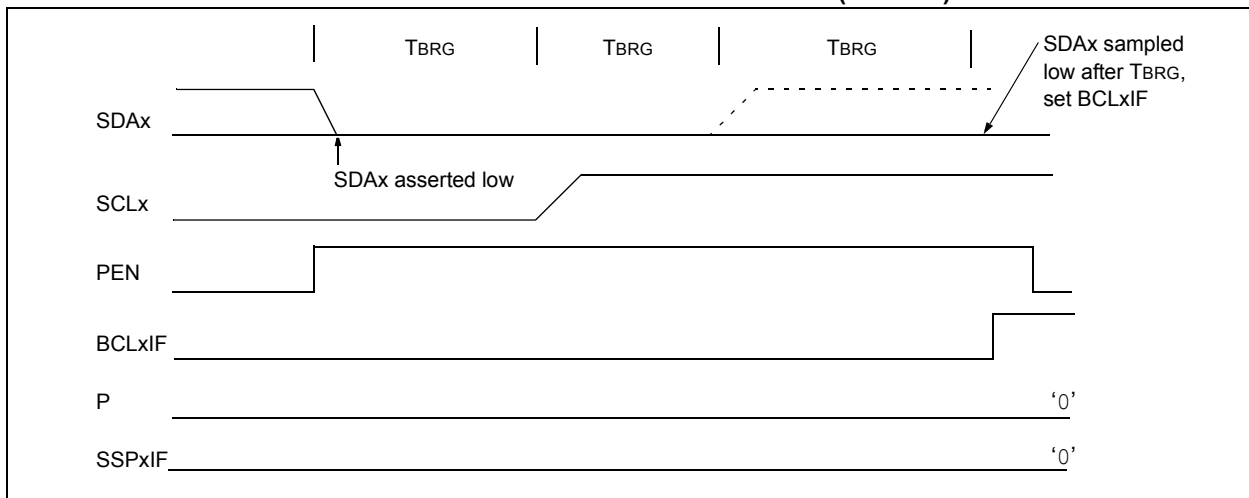 TBRG TBRG TBRG
SDAx sampled
low after TBRG,
set BCLxIF
SDAx
SDAx asserted low
SCLx
PEN
BCLxIF
P '0'
SSPxIF '0'